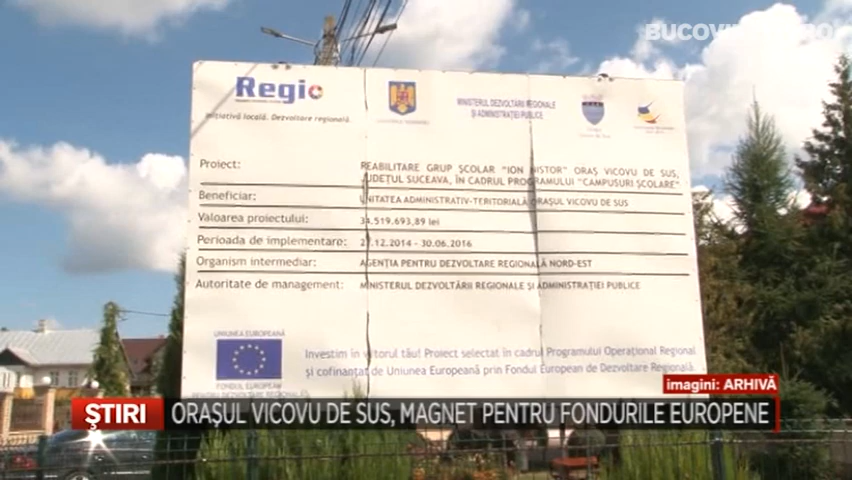 BUCOVI
Regio
Inițiativă locală. Dezvoltare regională.
MINISTERUL DEZVOLTĂRII REGIONALE
ȘI ADMINISTRAȚIEI PUBLICE
Proiect: REABILITARE GRUP ȘCOLAR "ION NISTOR" ORAȘ VICOVU DE SUS,
JUDEȚUL SUCEAVA, ÎN CADRUL PROGRAMULUI "CAMPUSURI ȘCOLARE"
Beneficiar: UNITATEA ADMINISTRATIV-TERITORIALĂ ORAȘUL VICOVU DE SUS
Valoarea proiectului: 34.519.693,89 lei
Perioada de implementare: 12.2014 - 30.06.2016
Organism intermediar: AGENȚIA PENTRU DEZVOLTARE REGIONALĂ NORD-EST
Autoritate de management: MINISTERUL DEZVOLTĂRII REGIONALE ȘI ADMINISTRAȚIEI PUBLICE
UNIUNEA EUROPEANĂ
Investim în viitorul tău! Proiect selectat în cadrul Programului Operațional Regional
și cofinanțat de Uniunea Europeană prin Fondul European de Dezvoltare Regională.
FONDUL EUROPEAN
PENTRU DEZVOLTARE REGIONALĂ
imagini: ARHIVĂ
ȘTIRI ORAȘUL VICOVU DE SUS, MAGNET PENTRU FONDURILE EUROPENE